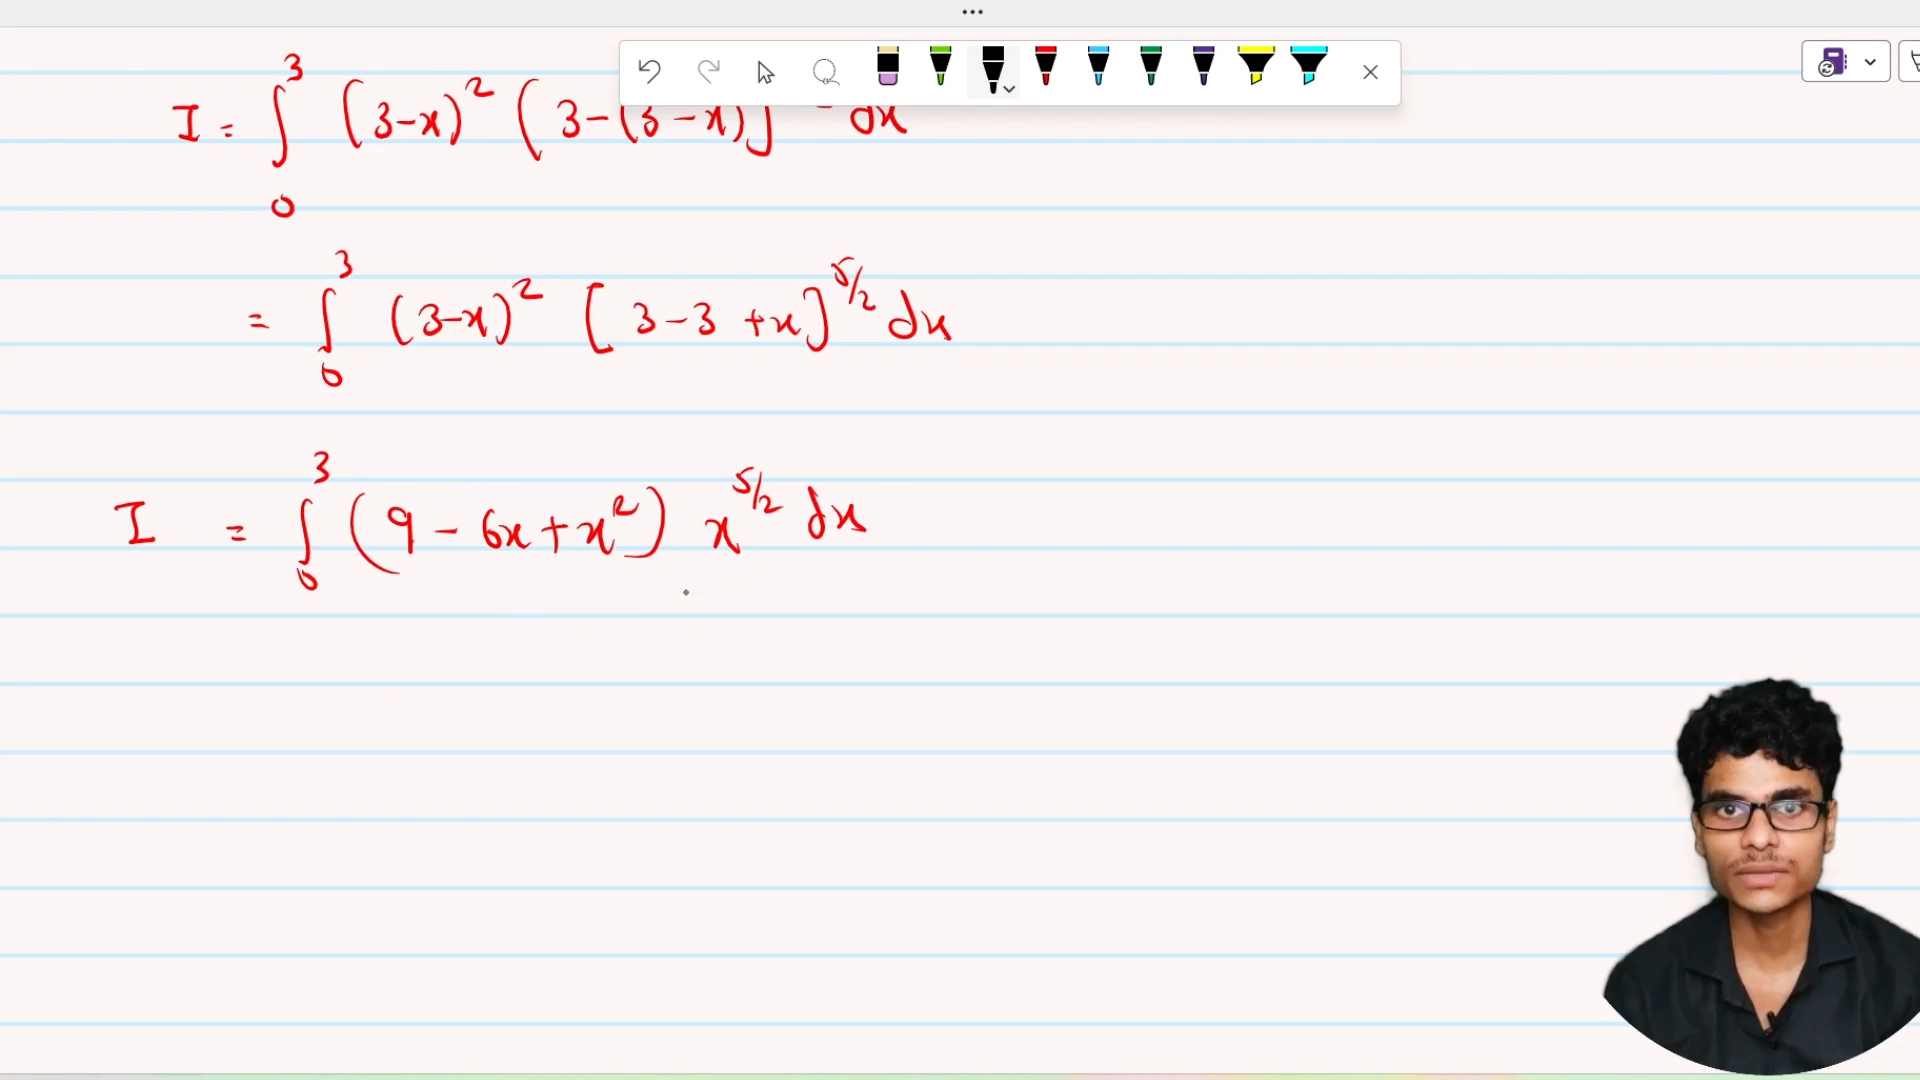 I = ∫₀³ (3-x)² (3-(3-x)] dx
= ∫₀³ (3-x)² [3-3+x]^5/2 dx
I = ∫₀³ (9-6x+x²) x^5/2 dx